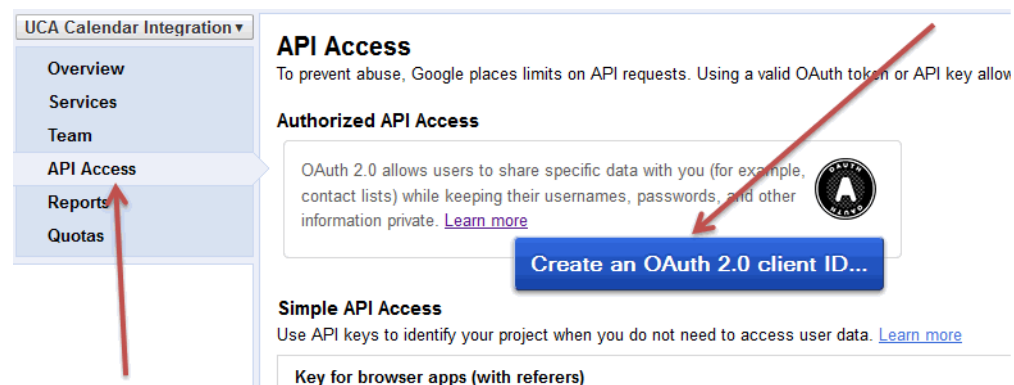 UCA Calendar Integration ▾
Overview
Services
Team
API Access
Reports
Quotas
API Access
To prevent abuse, Google places limits on API requests. Using a valid OAuth token or API key allow
Authorized API Access
OAuth 2.0 allows users to share specific data with you (for example,
contact lists) while keeping their usernames, passwords, and other
information private. Learn more
OAUTH
A
OAUTH
Create an OAuth 2.0 client ID...
Simple API Access
Use API keys to identify your project when you do not need to access user data. Learn more
Key for browser apps (with referers)